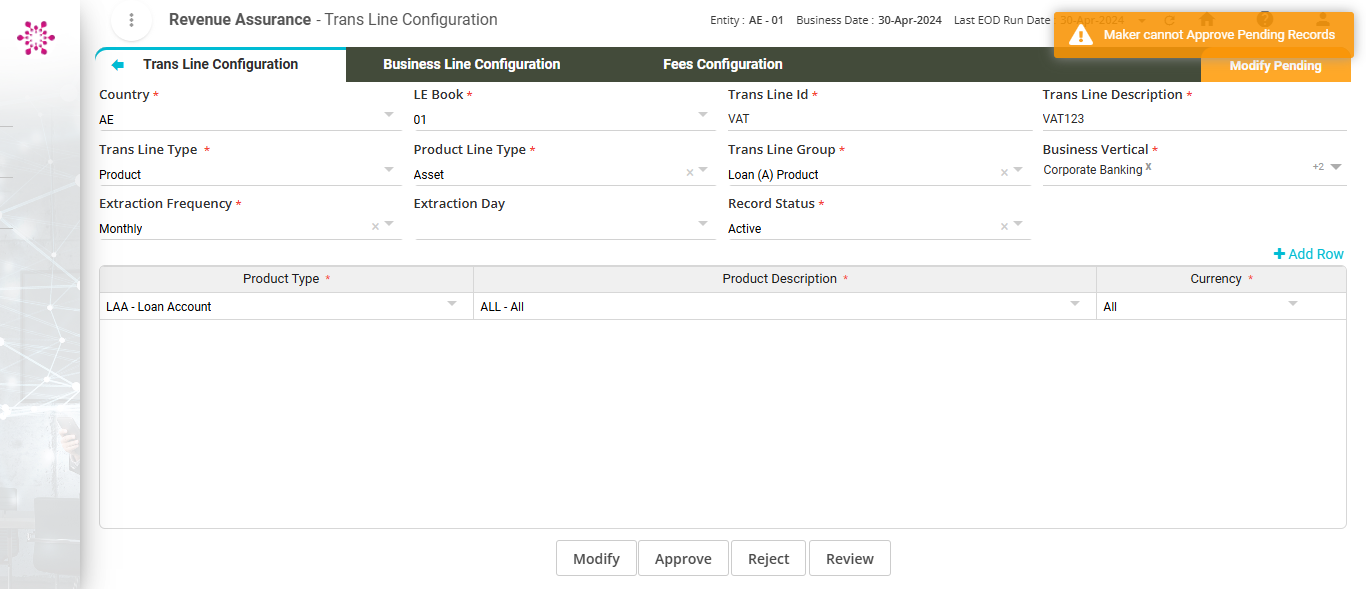 Revenue Assurance - Trans Line Configuration
Entity : AE - 01 Business Date : 30-Apr-2024 Last EOD Run Date : 30-Apr-2024
Maker cannot Approve Pending Records
Trans Line Configuration Business Line Configuration Fees Configuration Modify Pending
Country * LE Book * Trans Line Id * Trans Line Description *
AE 01 VAT VAT123
Trans Line Type * Product Line Type * Trans Line Group * Business Vertical *
Product Asset × Loan (A) Product × Corporate Banking x +2
Extraction Frequency * Extraction Day Record Status *
Monthly × Active ×
+ Add Row
Product Type * Product Description * Currency *
LAA - Loan Account ALL - All All
Modify Approve Reject Review